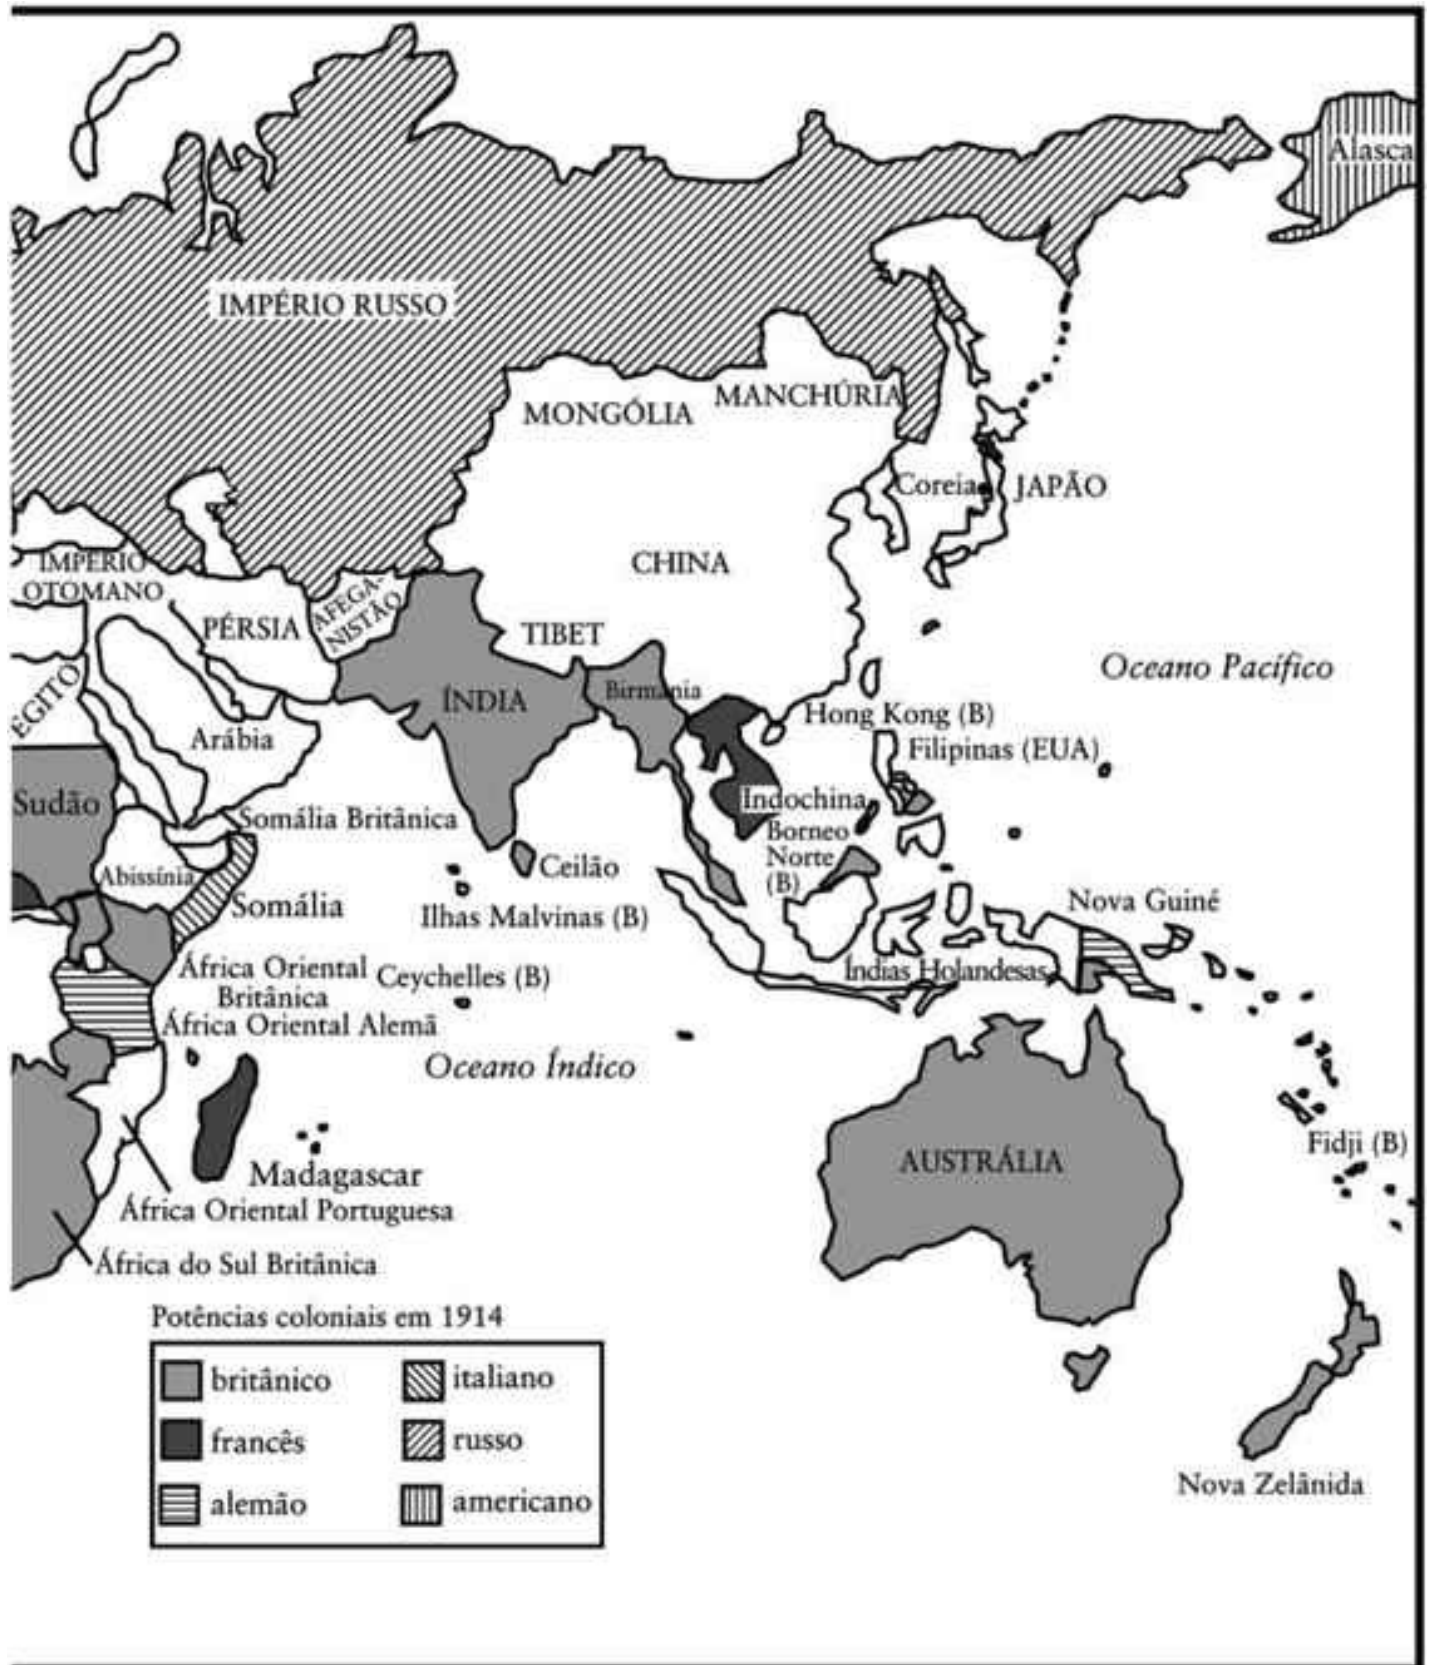 Alasca
IMPÉRIO RUSSO
MANCHÚRIA
MONGÓLIA
Coreia
JAPÃO
IMPÉRIO
OTOMANO
CHINA
AFEGA-
NISTÃO
PÉRSIA
TIBET
Oceano Pacífico
EGITO
ÍNDIA
Birmânia
Hong Kong (B)
Arábia
Filipinas (EUA)
Sudão
Somália Britânica
Indochina
Borneo
Norte
(B)
Ceilão
Abissínia
Somália
Ilhas Malvinas (B)
Nova Guiné
África Oriental
Britânica
Ceychelles (B)
Índias Holandesas
África Oriental Alemã
Oceano Índico
Fidji (B)
AUSTRÁLIA
Madagascar
África Oriental Portuguesa
África do Sul Britânica
Potências coloniais em 1914
britânico
italiano
francês
russo
alemão
americano
Nova Zelânida